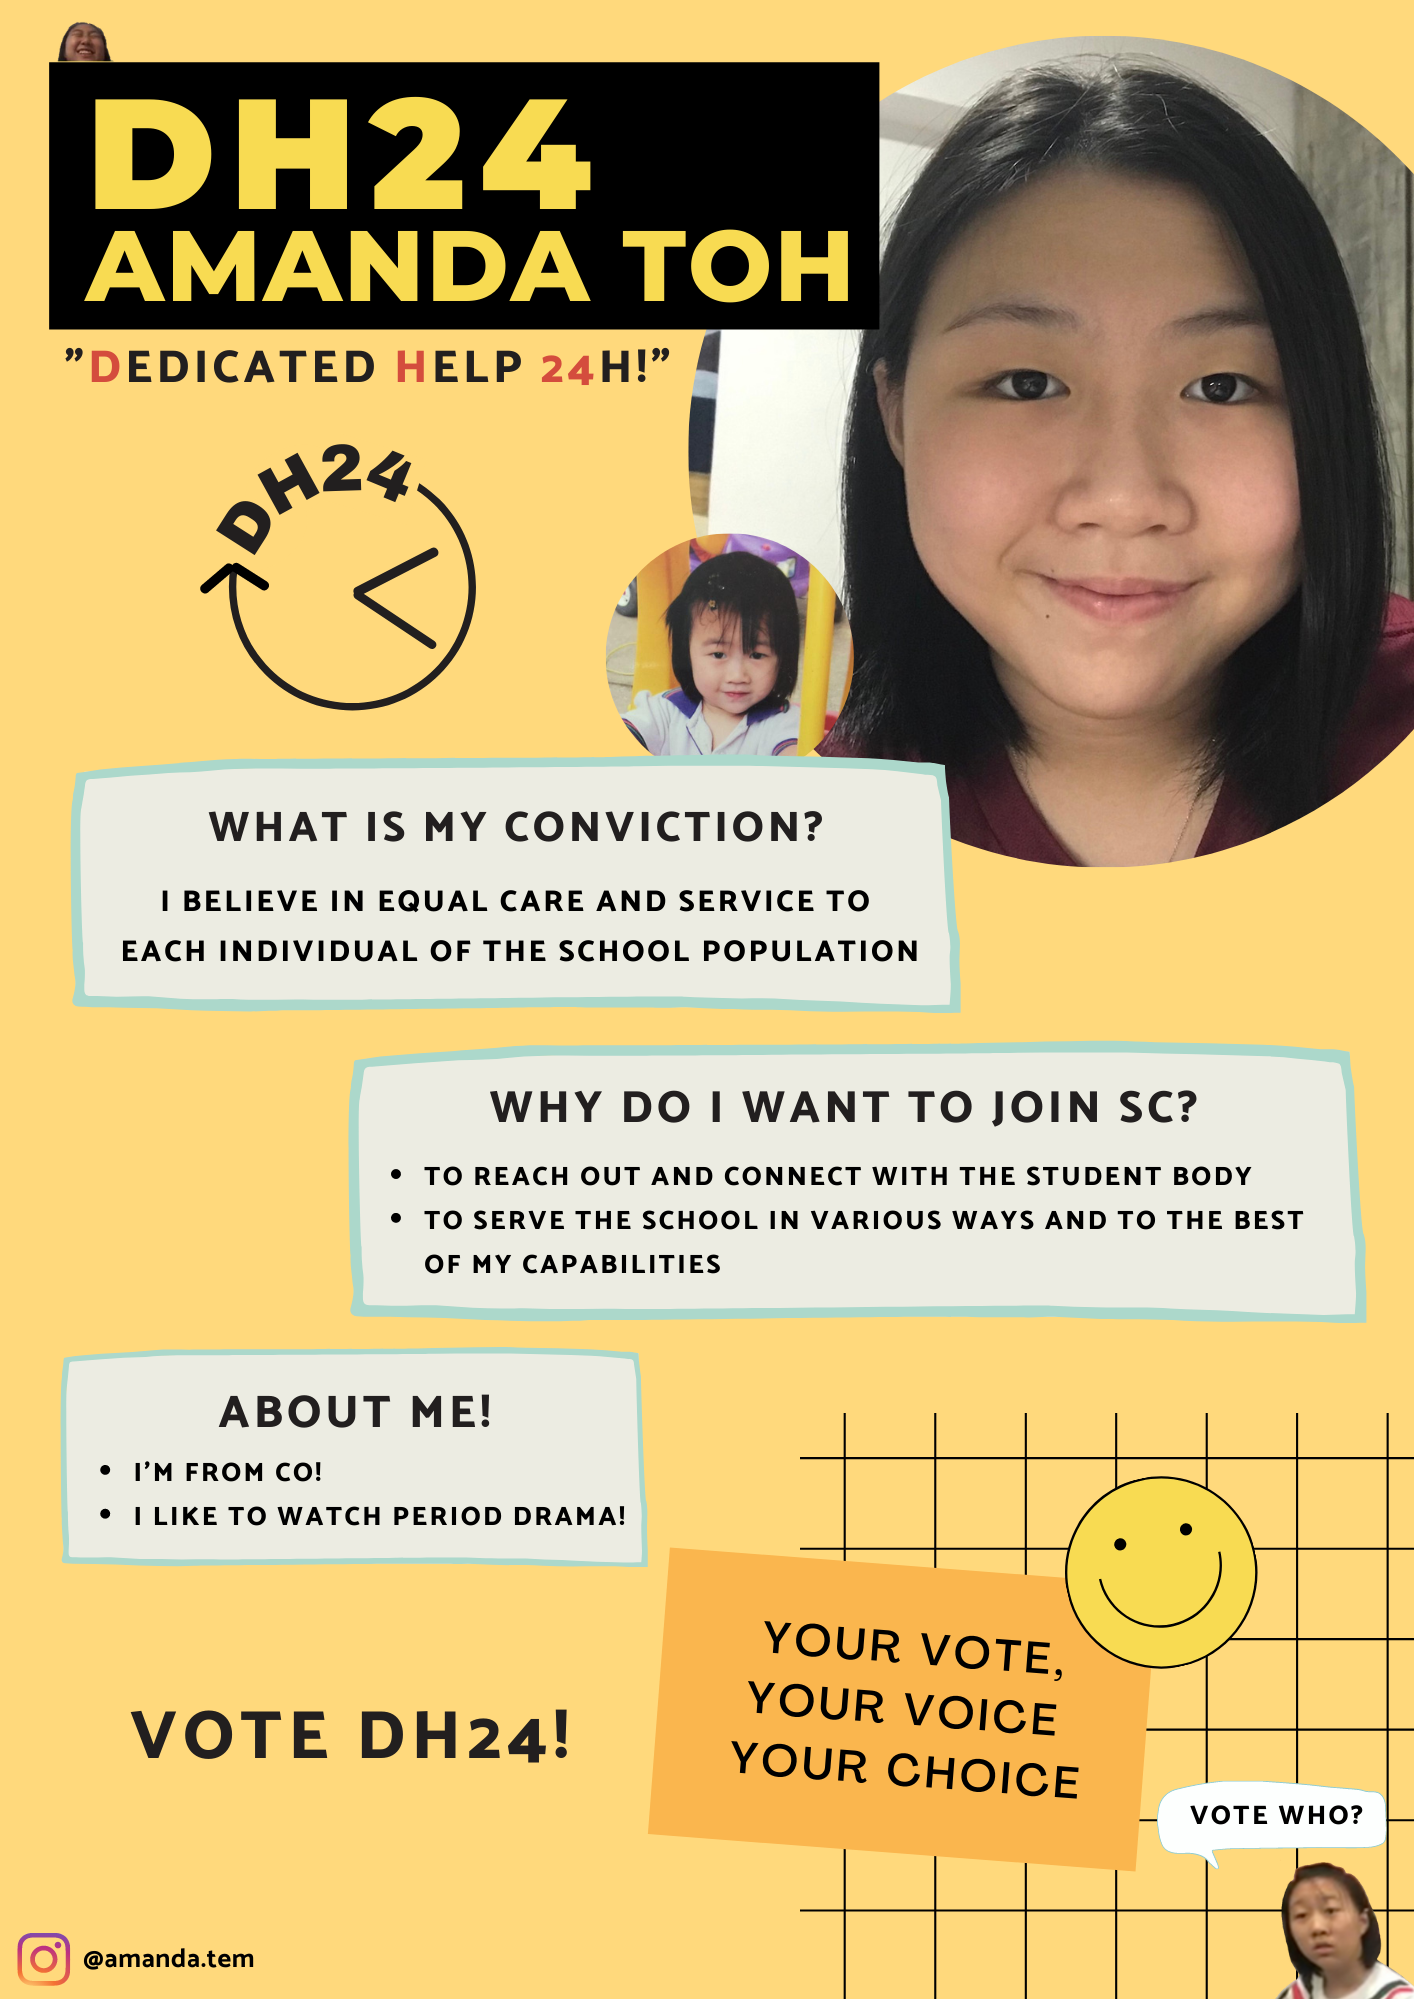 DH24
AMANDA TOH
"DEDICATED HELP 24H!"
DH24
WHAT IS MY CONVICTION?
I BELIEVE IN EQUAL CARE AND SERVICE TO
EACH INDIVIDUAL OF THE SCHOOL POPULATION
WHY DO I WANT TO JOIN SC?
• TO REACH OUT AND CONNECT WITH THE STUDENT BODY
• TO SERVE THE SCHOOL IN VARIOUS WAYS AND TO THE BEST
OF MY CAPABILITIES
ABOUT ME!
• I'M FROM CO!
• I LIKE TO WATCH PERIOD DRAMA!
YOUR VOTE,
YOUR VOICE
YOUR CHOICE
VOTE DH24!
VOTE WHO?
@amanda.tem